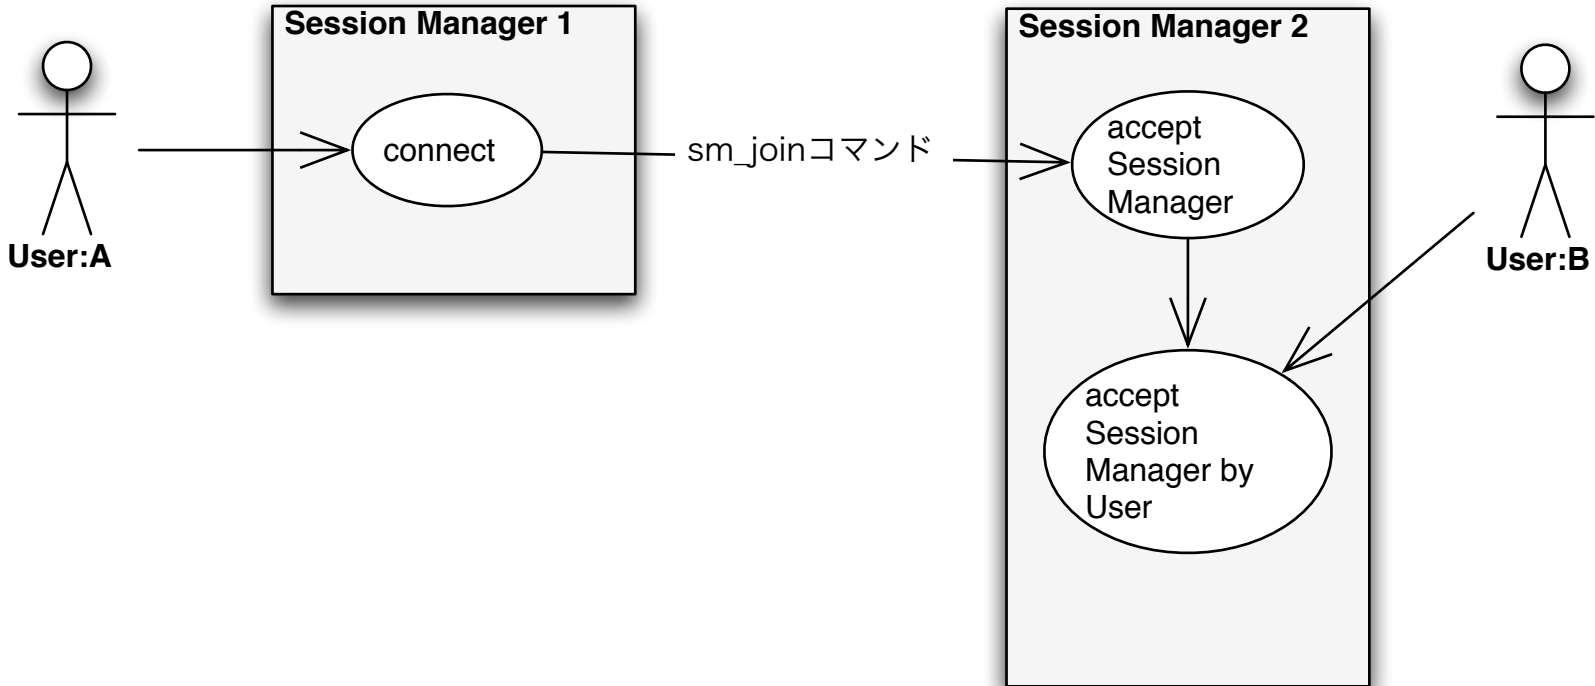 Session Manager 1
Session Manager 2
connect
sm_joinコマンド
accept
Session
Manager
User:A
User:B
accept
Session
Manager by
User